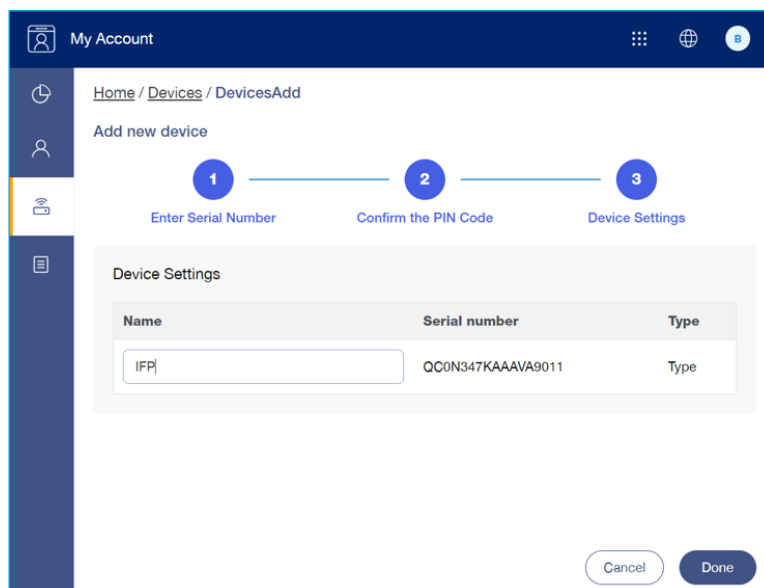 My Account
B
Home / Devices / DevicesAdd
Add new device
1 2 3
Enter Serial Number Confirm the PIN Code Device Settings
Device Settings
Name Serial number Type
IFP QC0N347KAAAVA9011 Type
Cancel Done